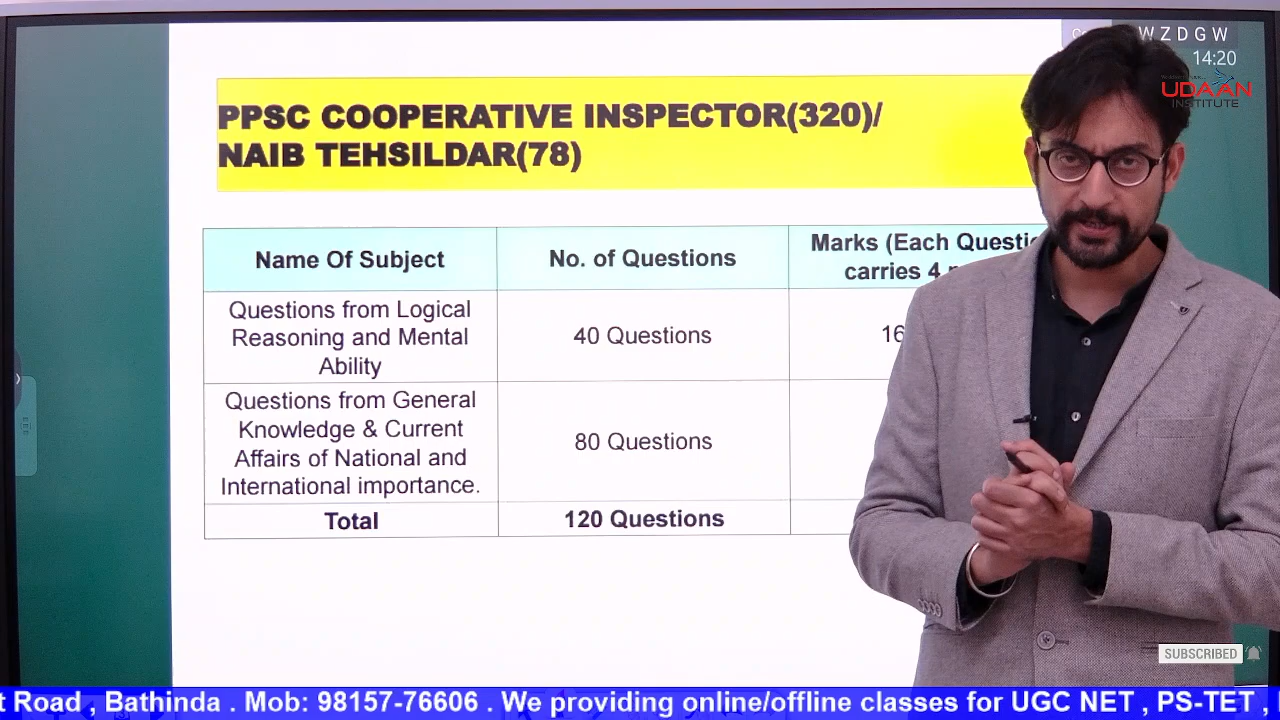 W Z D G W
14:20
UDAAN
INSTITUTE
PPSC COOPERATIVE INSPECTOR(320)/
NAIB TEHSILDAR(78)
Name Of Subject
No. of Questions
Marks (Each
carries 4
Questions from Logical
Reasoning and Mental
Ability
40 Questions
Questions from General
Knowledge & Current
Affairs of National and
International importance.
80 Questions
Total
120 Questions
SUBSCRIBED
Road , Bathinda . Mob: 98157-76606 . We providing online/offline classes for UGC NET , PS-TET ,